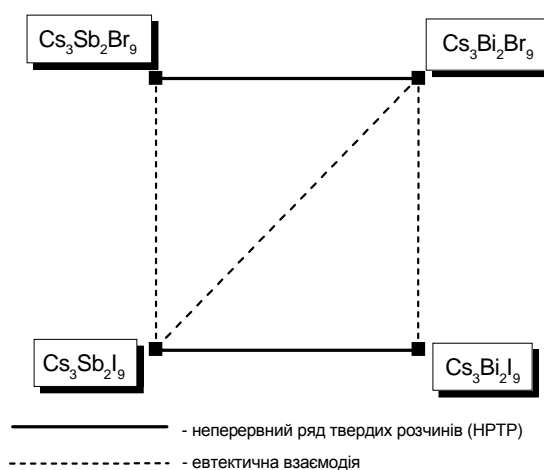 Cs₃Sb₂Br₉
Cs₃Bi₂Br₉
Cs₃Sb₂I₉
Cs₃Bi₂I₉
- неперервний ряд твердих розчинів (НРТР)
- евтектична взаємодія